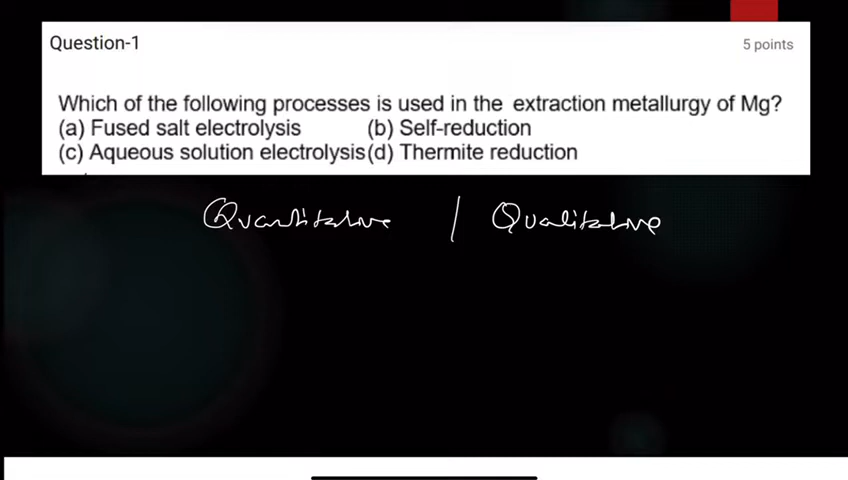 Question-1
5 points
Which of the following processes is used in the extraction metallurgy of Mg?
(a) Fused salt electrolysis (b) Self-reduction
(c) Aqueous solution electrolysis(d) Thermite reduction
Quantitative / Qualitative